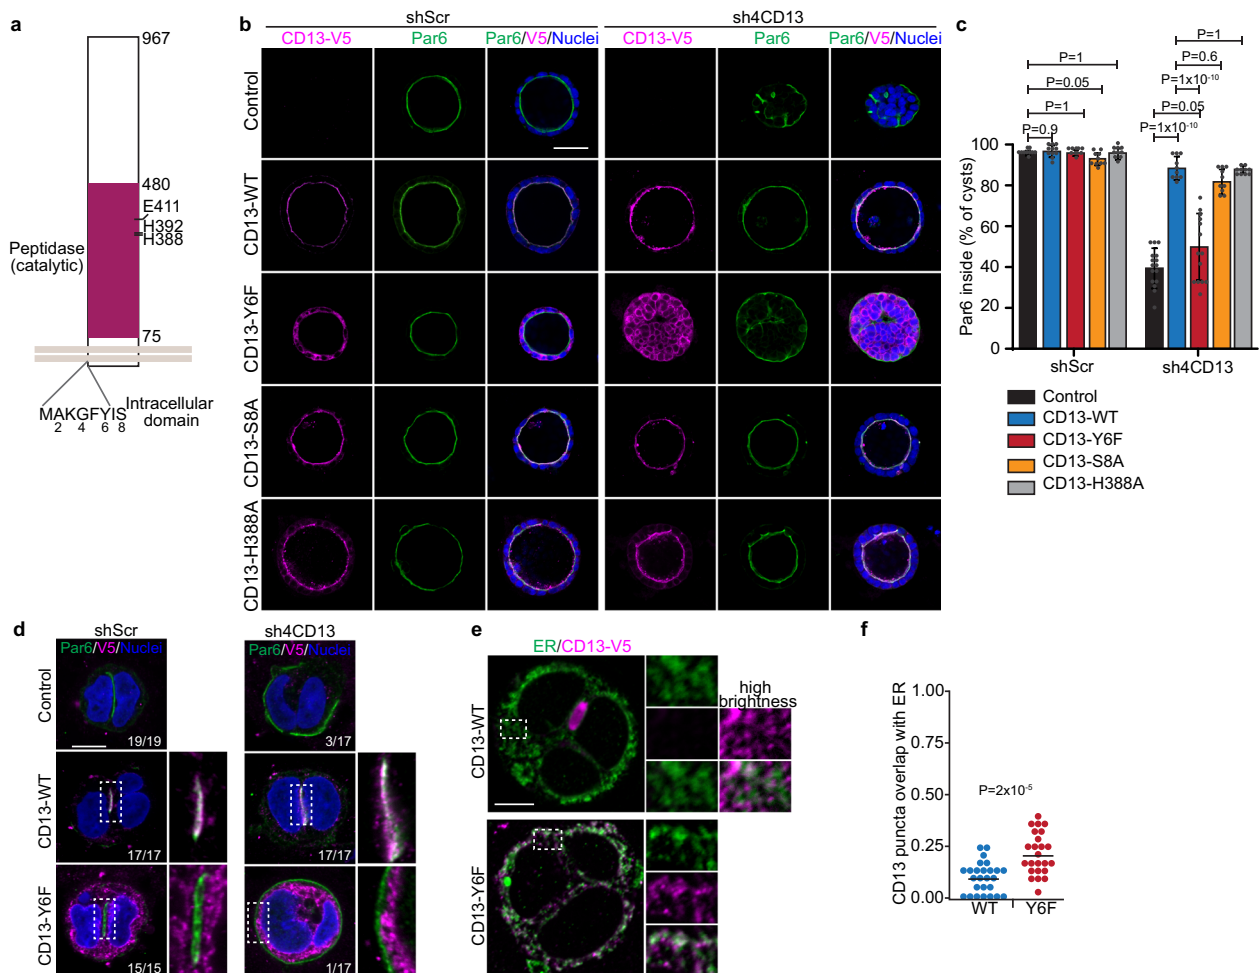 a
967
480
E411
H392
H388
Peptidase
(catalytic)
75
MAKGFYIS
2 4 6 8
Intracellular
domain
b
shScr
sh4CD13
CD13-V5
Par6
Par6/V5/Nuclei
CD13-V5
Par6
Par6/V5/Nuclei
Control
CD13-WT
CD13-Y6F
CD13-S8A
CD13-H388A
c
P=1
P=0.05
P=1
P=0.9
P=1
P=0.6
P=1x10-10
P=0.05
P=1x10-10
Par6 inside (% of cysts)
100
80
60
40
20
0
shScr
sh4CD13
Control
CD13-WT
CD13-Y6F
CD13-S8A
CD13-H388A
d
shScr
sh4CD13
Par6/V5/Nuclei
Par6/V5/Nuclei
Control
19/19
3/17
CD13-WT
17/17
17/17
CD13-Y6F
15/15
1/17
e
ER/CD13-V5
high
brightness
CD13-WT
CD13-Y6F
f
CD13 puncta overlap with ER
1.00
0.75
0.50
0.25
0.00
P=2x10-5
WT
Y6F